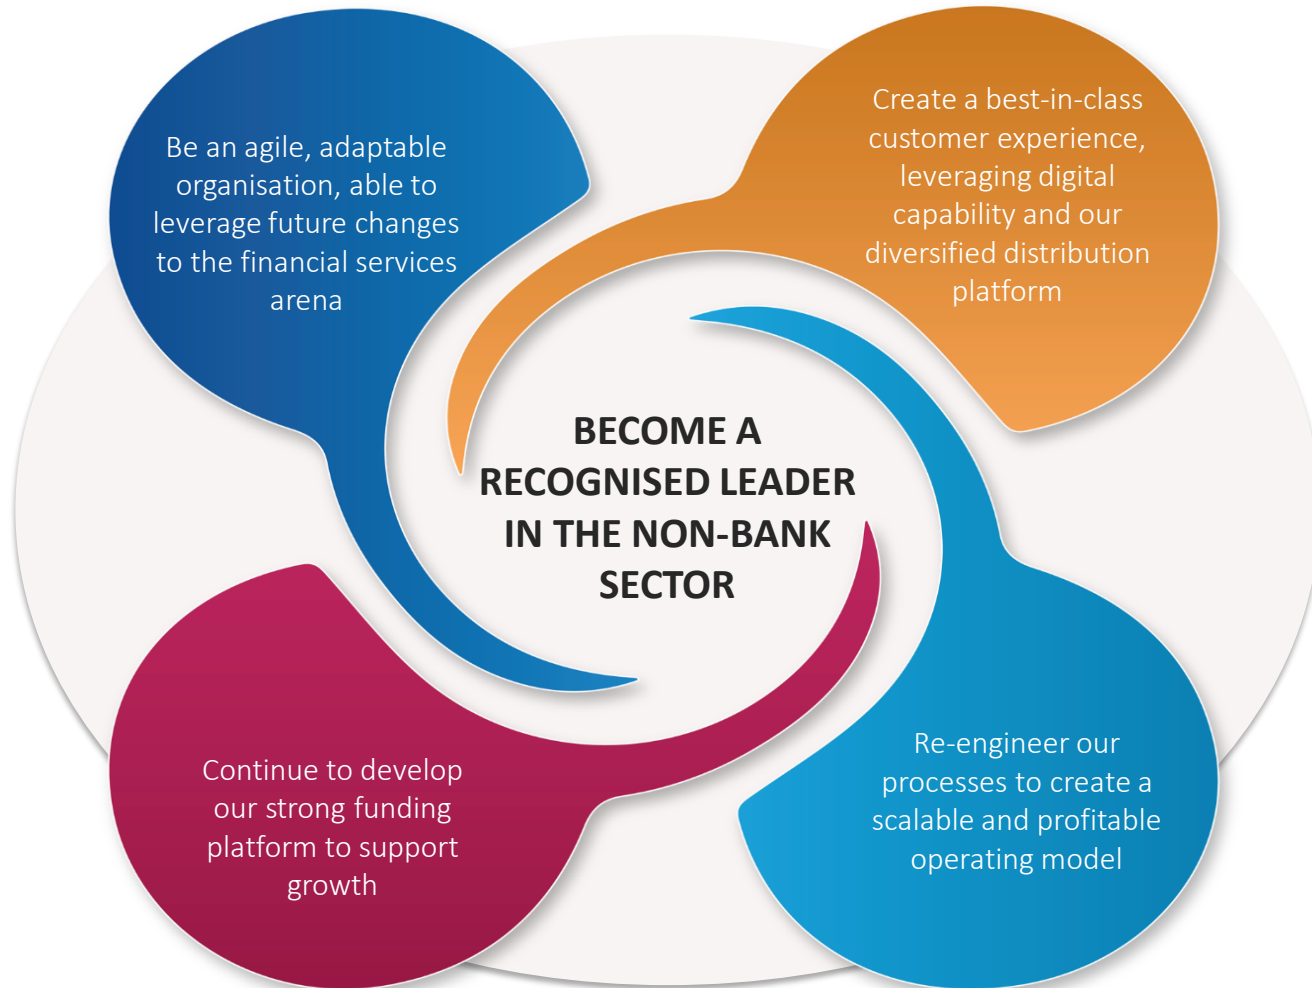 Be an agile, adaptable
organisation, able to
leverage future changes
to the financial services
arena
Create a best-in-class
customer experience,
leveraging digital
capability and our
diversified distribution
platform
BECOME A
RECOGNISED LEADER
IN THE NON-BANK
SECTOR
Continue to develop
our strong funding
platform to support
growth
Re-engineer our
processes to create a
scalable and profitable
operating model